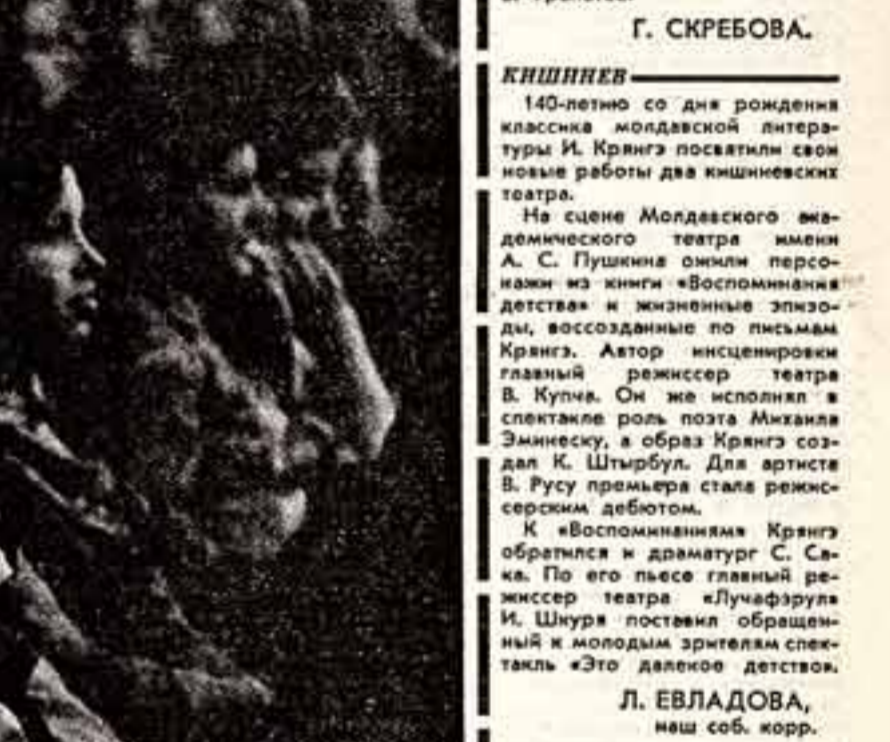 Г. СКРЕБОВА.
КИШИНЕВ
140-летию со дня рождения
классика молдавской литера-
туры И. Крянгэ посвятили свои
новые работы два кишиневских
театра.
На сцене Молдавского ака-
демического театра имени
А. С. Пушкина ожили персо-
нажи из книги «Воспоминания
детства» и жизненные эпизо-
ды, воссозданные по письмам
Крянгэ. Автор инсценировки
главный режиссер театра
В. Купча. Он же исполнял в
спектакле роль поэта Михаила
Эминеску, а образ Крянгэ соз-
дал К. Штырбул. Для артиста
В. Русу премьера стала режис-
серским дебютом.
К «Воспоминаниям» Крянгэ
обратился и драматург С. Са-
ка. По его пьесе главный ре-
жиссер театра «Лучафэрул»
И. Шкуря поставил обращен-
ный к молодым зрителям спек-
такль «Это далекое детство».
Л. ЕВЛАДОВА,
наш соб. корр.